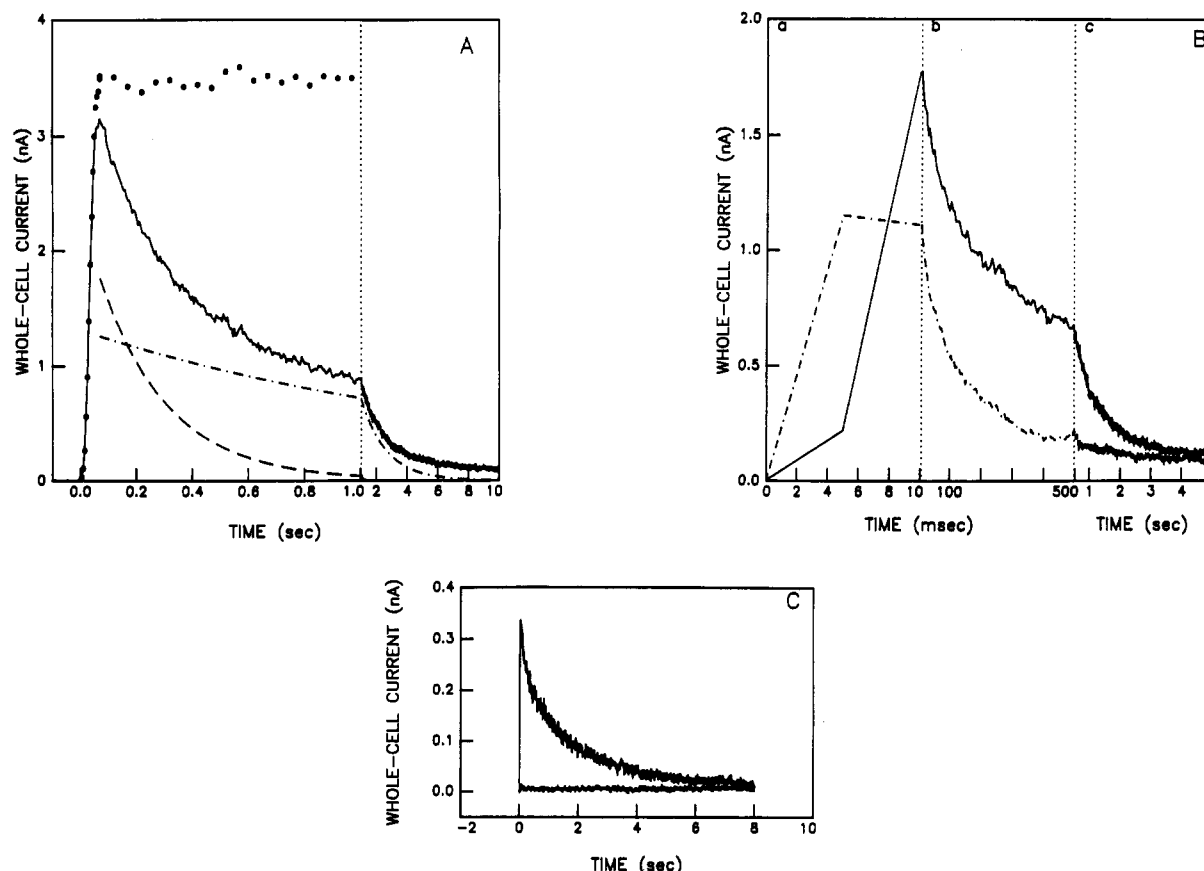 A
WHOLE-CELL CURRENT (nA)
4
3
2
1
0
0.0 0.2 0.4 0.6 0.8 1.0 2 4 6 8 10
TIME (sec)
a b c B
WHOLE-CELL CURRENT (nA)
2.0
1.5
1.0
0.5
0.0
0 2 4 6 8 10 100 500 1 2 3 4
TIME (msec) TIME (sec)
C
WHOLE-CELL CURRENT (nA)
0.4
0.3
0.2
0.1
0.0
-2 0 2 4 6 8 10
TIME (sec)